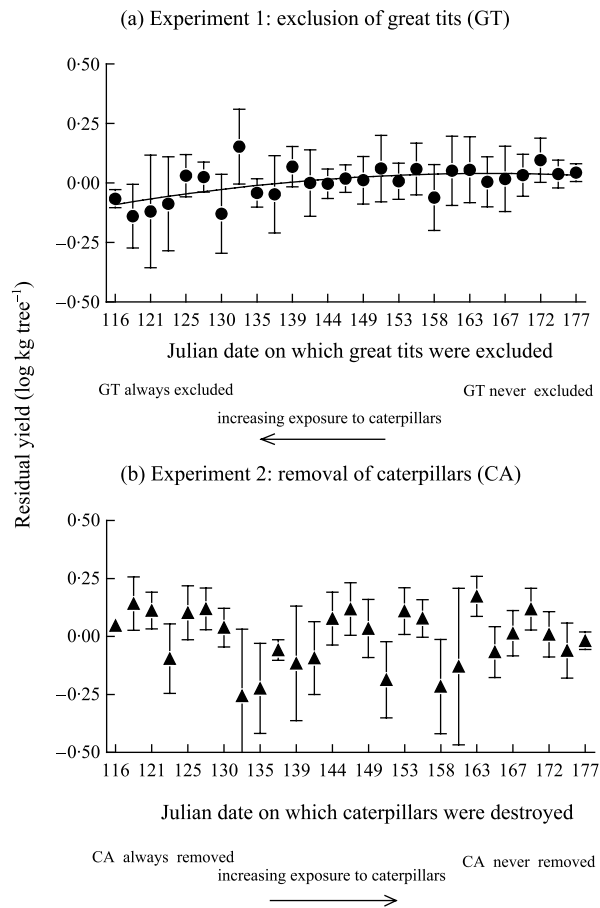 (a) Experiment 1: exclusion of great tits (GT)
0·50
0·25
0·00
–0·25
–0·50
116 121 125 130 135 139 144 149 153 158 163 167 172 177
Julian date on which great tits were excluded
GT always excluded
GT never excluded
increasing exposure to caterpillars
Residual yield (log kg tree⁻¹)
(b) Experiment 2: removal of caterpillars (CA)
0·50
0·25
0·00
–0·25
–0·50
116 121 125 130 135 139 144 149 153 158 163 167 172 177
Julian date on which caterpillars were destroyed
CA always removed
CA never removed
increasing exposure to caterpillars